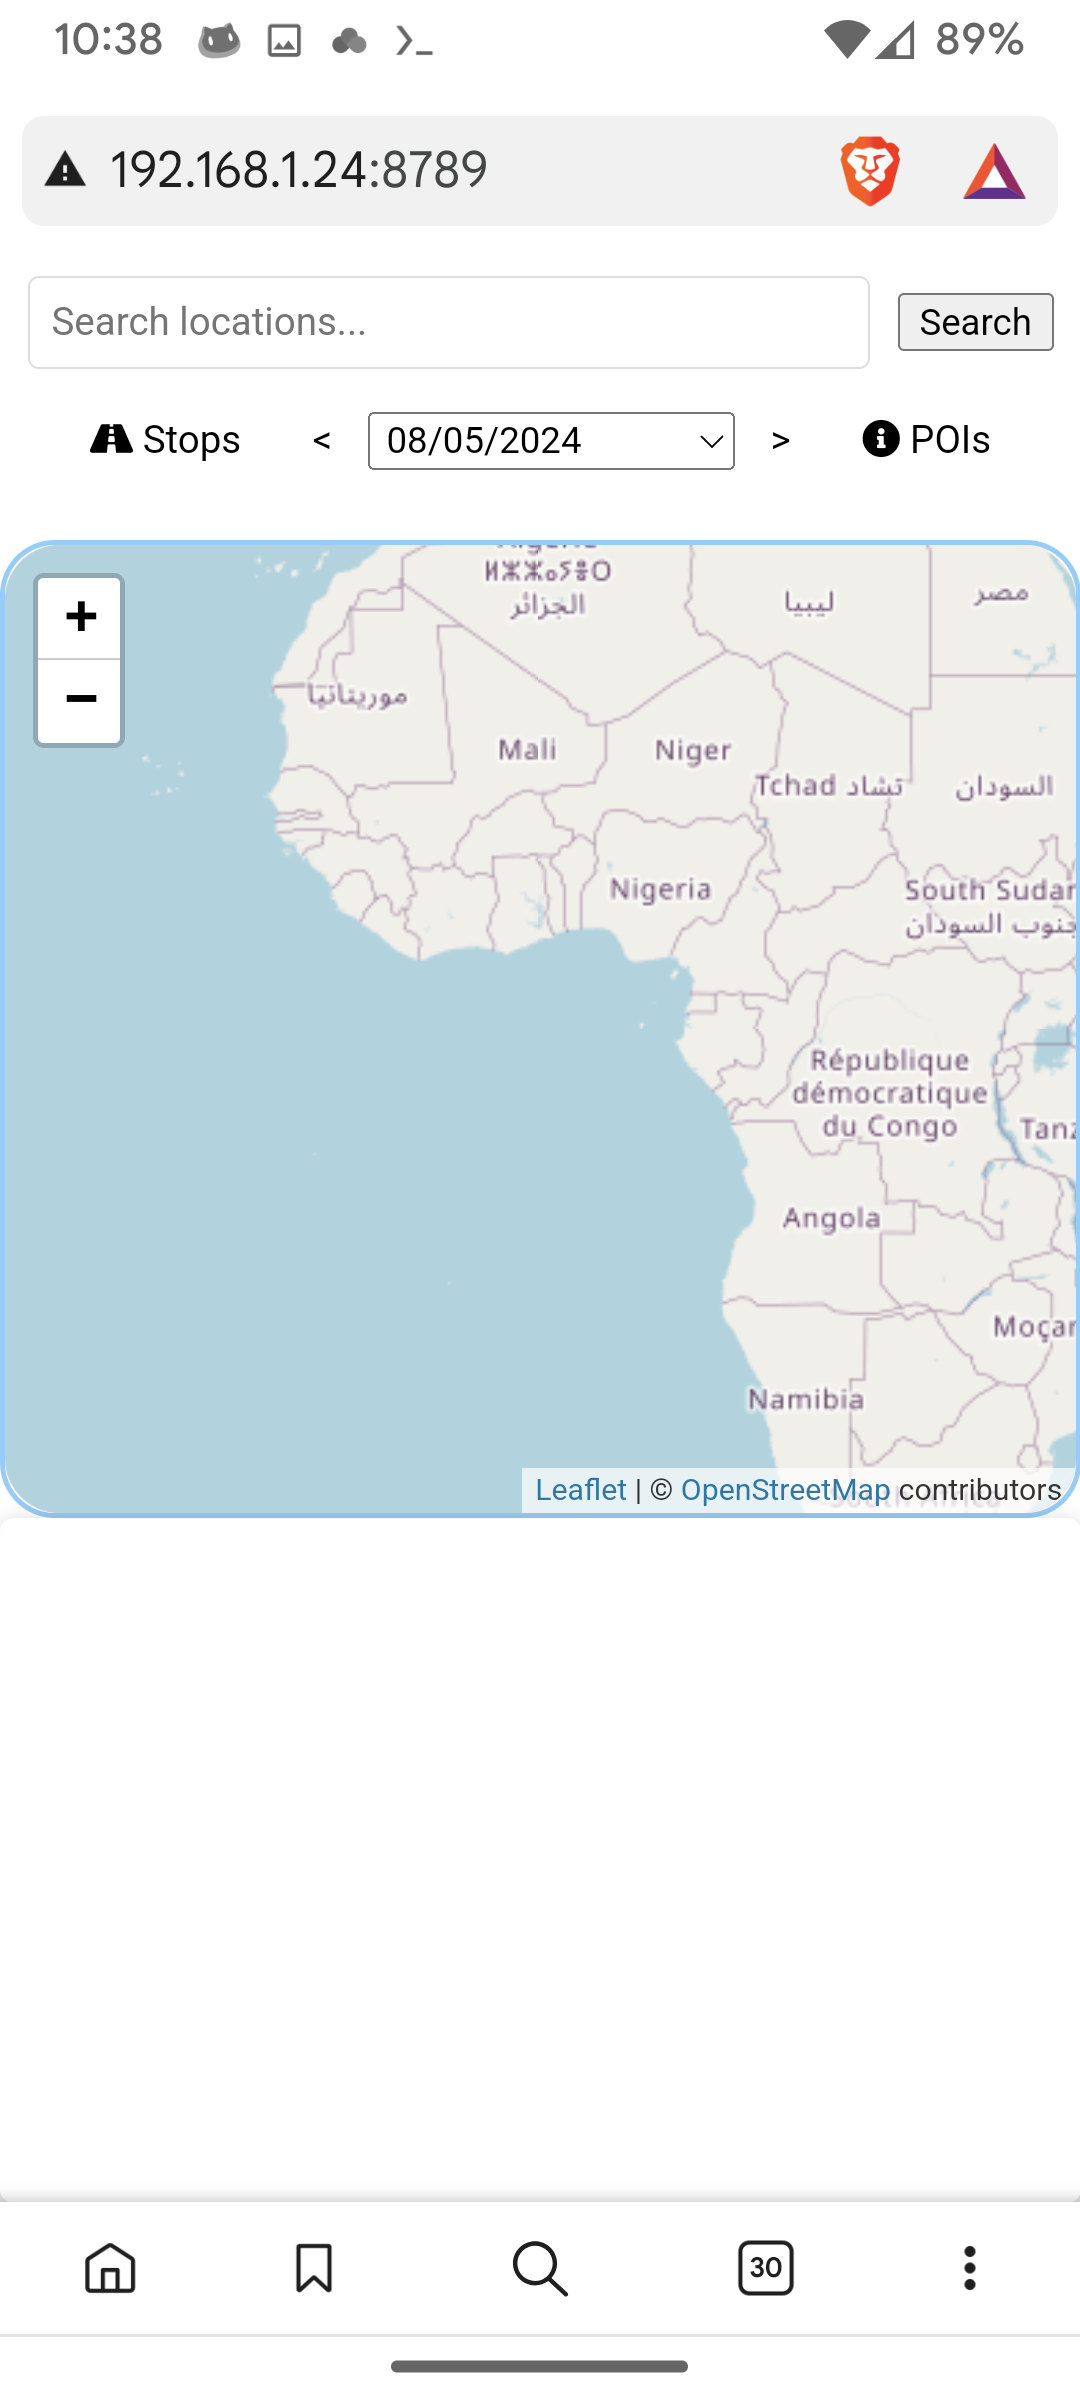 10:38
89%
192.168.1.24:8789
Search locations...
Search
Stops
<
08/05/2024
>
POIs
+
−
ⵍⵣⵣⴰⵢⴻⵔ
الجزائر
ليبيا
مصر
موريتانيا
Mali
Niger
Tchad تشاد
السودان
Nigeria
South Sudan
جنوب السودان
République
démocratique
du Congo
Tanz
Angola
Moçar
Namibia
Leaflet | © OpenStreetMap contributors
30